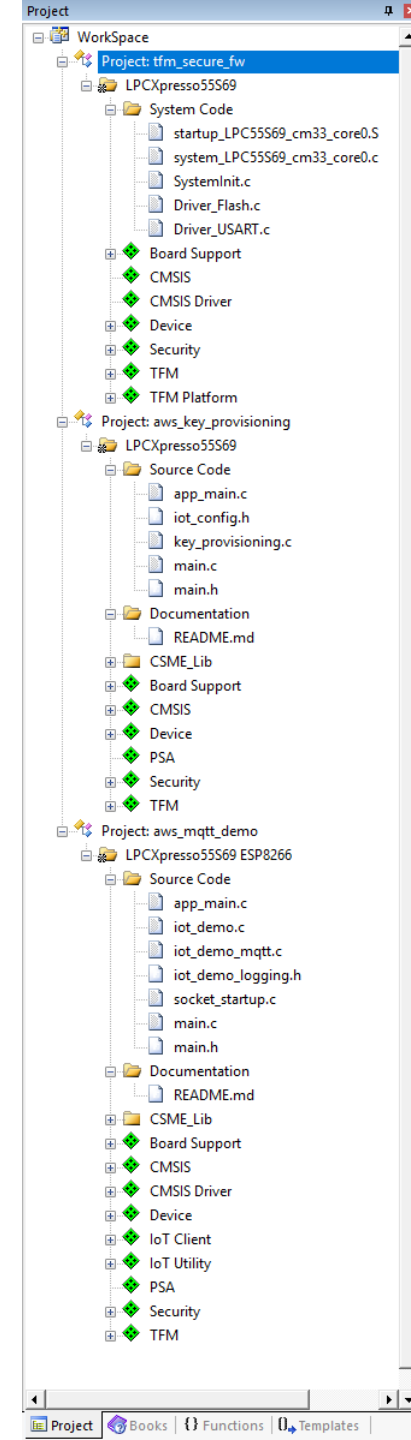 Project
WorkSpace
Project: tfm_secure_fw
LPCXpresso55S69
System Code
startup_LPC55S69_cm33_core0.S
system_LPC55S69_cm33_core0.c
SystemInit.c
Driver_Flash.c
Driver_USART.c
Board Support
CMSIS
CMSIS Driver
Device
Security
TFM
TFM Platform
Project: aws_key_provisioning
LPCXpresso55S69
Source Code
app_main.c
iot_config.h
key_provisioning.c
main.c
main.h
Documentation
README.md
CSME_Lib
Board Support
CMSIS
Device
PSA
Security
TFM
Project: aws_mqtt_demo
LPCXpresso55S69 ESP8266
Source Code
app_main.c
iot_demo.c
iot_demo_mqtt.c
iot_demo_logging.h
socket_startup.c
main.c
main.h
Documentation
README.md
CSME_Lib
Board Support
CMSIS
CMSIS Driver
Device
IoT Client
IoT Utility
PSA
Security
TFM
Project Books {} Functions 0 Templates